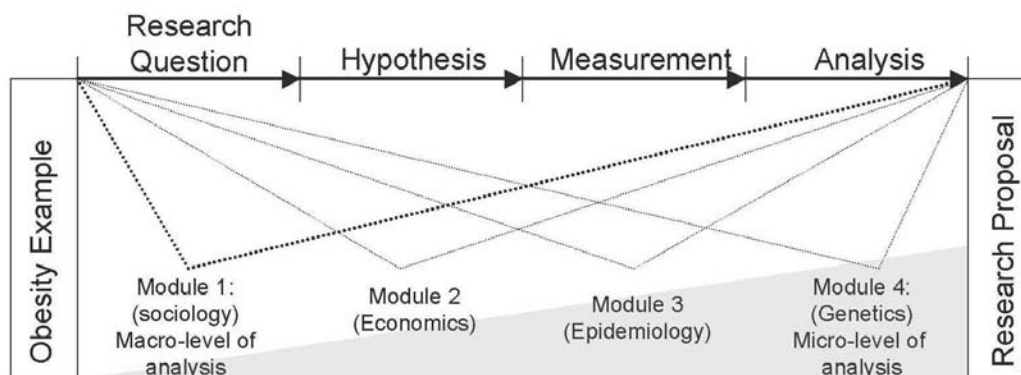 Research
Question
Hypothesis
Measurement
Analysis
Obesity Example
Module 1:
(sociology)
Macro-level of
analysis
Module 2
(Economics)
Module 3
(Epidemiology)
Module 4:
(Genetics)
Micro-level of
analysis
Research Proposal